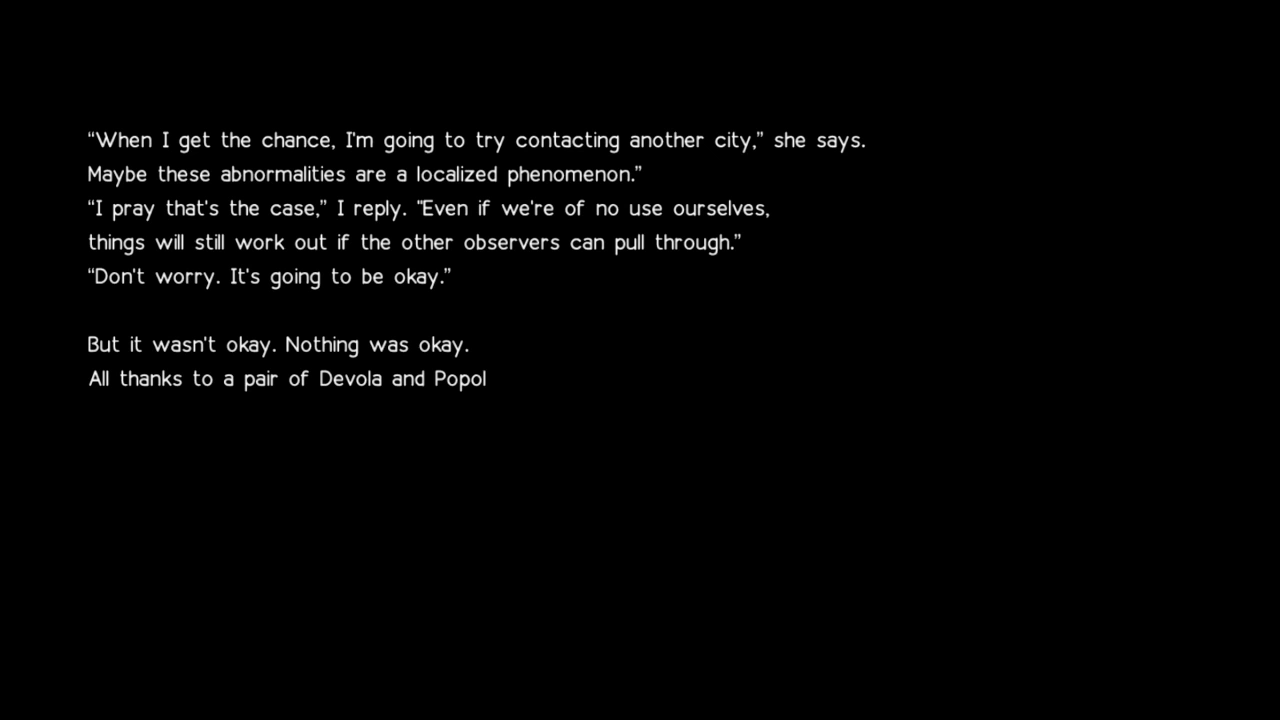 “When I get the chance, I'm going to try contacting another city,” she says.
Maybe these abnormalities are a localized phenomenon.”
“I pray that's the case,” I reply. "Even if we're of no use ourselves,
things will still work out if the other observers can pull through.”
“Don't worry. It's going to be okay.”
But it wasn't okay. Nothing was okay.
All thanks to a pair of Devola and Popol